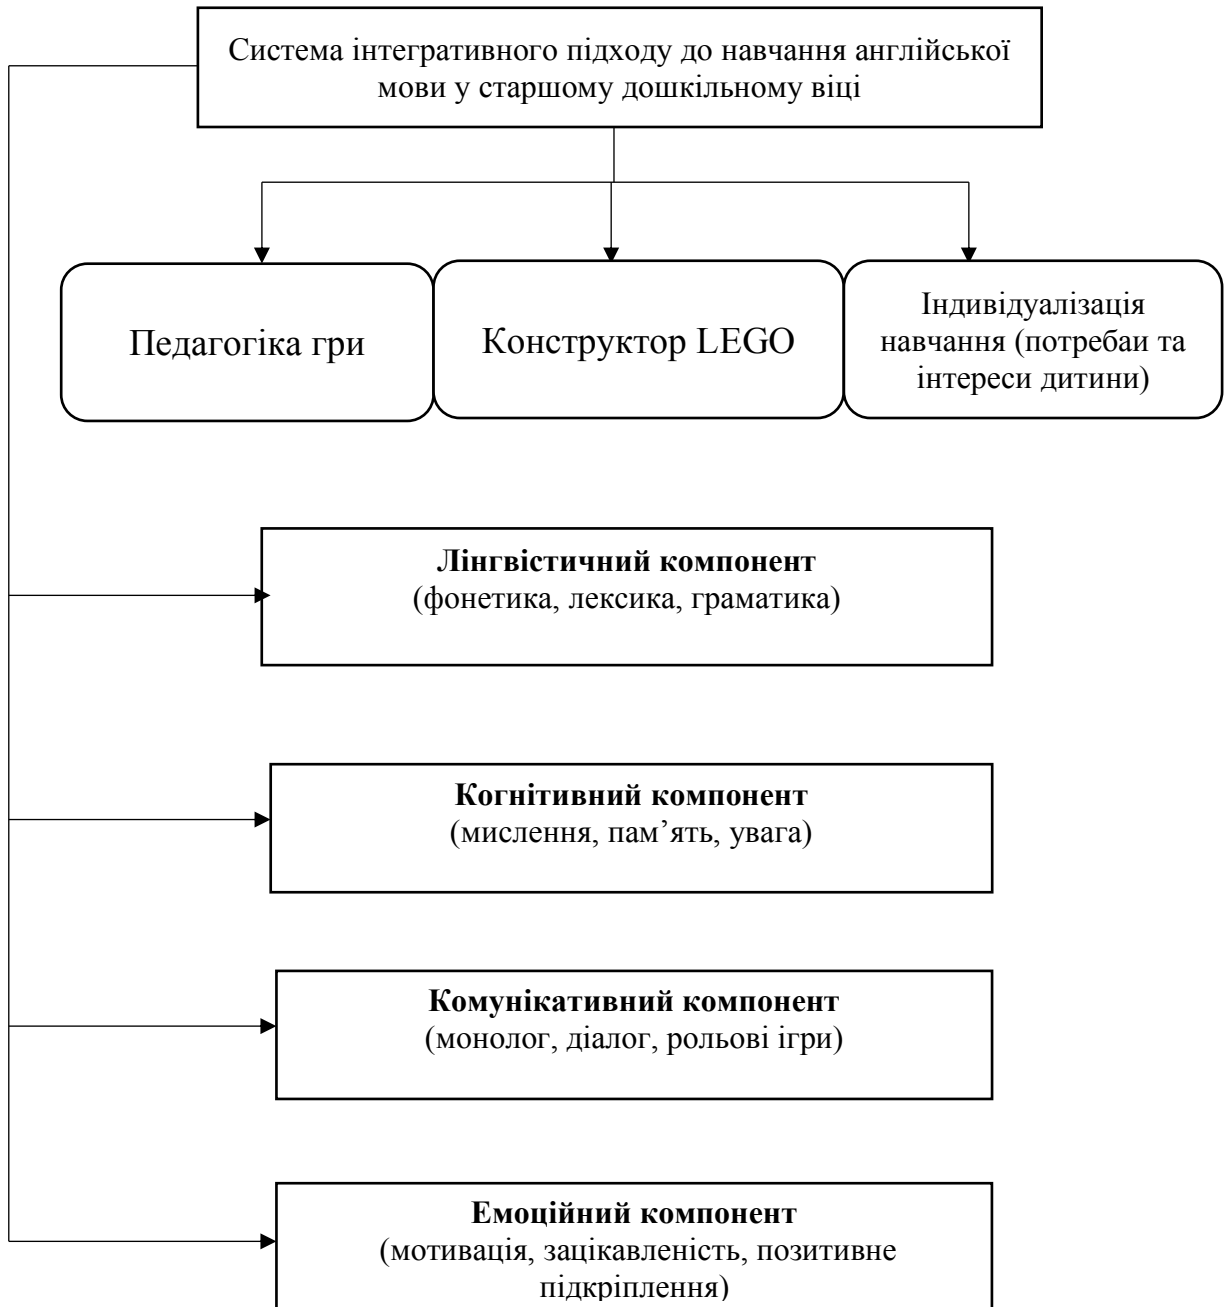 Система інтегративного підходу до навчання англійської
мови у старшому дошкільному віці
Педагогіка гри
Конструктор LEGO
Індивідуалізація
навчання (потребаи та
інтереси дитини)
Лінгвістичний компонент
(фонетика, лексика, граматика)
Когнітивний компонент
(мислення, пам’ять, увага)
Комунікативний компонент
(монолог, діалог, рольові ігри)
Емоційний компонент
(мотивація, зацікавленість, позитивне
підкріплення)